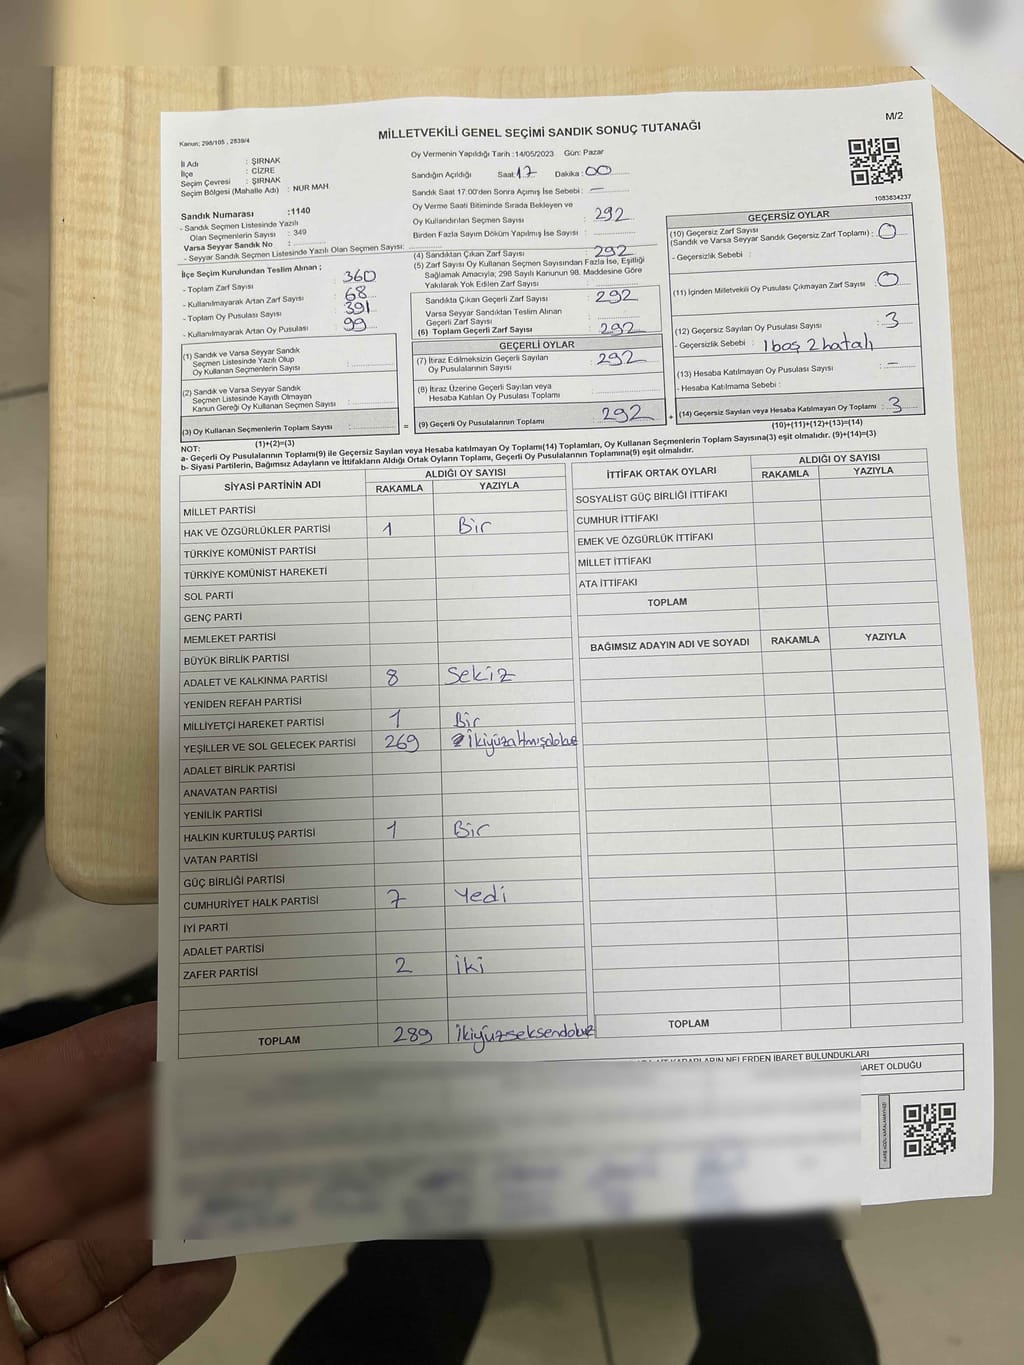 Kanun; 298/105 , 2839/4
MİLLETVEKİLİ GENEL SEÇİMİ SANDIK SONUÇ TUTANAĞI
M/2
İl Adı : ŞIRNAK
İlçe : CİZRE
Seçim Çevresi : ŞIRNAK
Seçim Bölgesi (Mahalle Adı) : NUR MAH.
Sandık Numarası :1140
- Sandık Seçmen Listesinde Yazılı
Olan Seçmenlerin Sayısı : 349
Varsa Seyyar Sandık No :
- Seyyar Sandık Seçmen Listesinde Yazılı Olan Seçmen Sayısı:
Oy Vermenin Yapıldığı Tarih :14/05/2023 Gün: Pazar
Sandığın Açıldığı Saat:17 Dakika:00
Sandık Saat 17:00'den Sonra Açımış İse Sebebi: —
Oy Verme Saati Bitiminde Sırada Bekleyen ve
Oy Kullandırılan Seçmen Sayısı : 292
Birden Fazla Sayım Döküm Yapılmış İse Sayısı :
1083834237
İlçe Seçim Kurulundan Teslim Alınan ;
- Toplam Zarf Sayısı : 360
- Kullanılmayarak Artan Zarf Sayısı : 68
- Toplam Oy Pusulası Sayısı : 391
- Kullanılmayarak Artan Oy Pusulası : 99
(1) Sandık ve Varsa Seyyar Sandık
Seçmen Listesinde Yazılı Olup
Oy Kullanan Seçmenlerin Sayısı :
(2) Sandık ve Varsa Seyyar Sandık
Seçmen Listesinde Kayıtlı Olmayan
Kanun Gereği Oy Kullanan Seçmen Sayısı :
(3) Oy Kullanan Seçmenlerin Toplam Sayısı :
(1)+(2)=(3)
(4) Sandıktan Çıkan Zarf Sayısı : 292
(5) Zarf Sayısı Oy Kullanan Seçmen Sayısından Fazla İse, Eşitliği
Sağlamak Amacıyla; 298 Sayılı Kanunun 98. Maddesine Göre
Yakılarak Yok Edilen Zarf Sayısı :
Sandıkta Çıkan Geçerli Zarf Sayısı : 292
Varsa Seyyar Sandıktan Teslim Alınan
Geçerli Zarf Sayısı :
(6) Toplam Geçerli Zarf Sayısı : 292
GEÇERLİ OYLAR
(7) İtiraz Edilmeksizin Geçerli Sayılan
Oy Pusulalarının Sayısı : 292
(8) İtiraz Üzerine Geçerli Sayılan veya
Hesaba Katılan Oy Pusulası Toplamı :
= (9) Geçerli Oy Pusulalarının Toplamı : 292 +
GEÇERSİZ OYLAR
(10) Geçersiz Zarf Sayısı
(Sandık ve Varsa Seyyar Sandık Geçersiz Zarf Toplamı) : 0
- Geçersizlik Sebebi :
(11) İçinden Milletvekili Oy Pusulası Çıkmayan Zarf Sayısı : 0
(12) Geçersiz Sayılan Oy Pusulası Sayısı : 3
- Geçersizlik Sebebi : 1 boş 2 hatalı
(13) Hesaba Katılmayan Oy Pusulası Sayısı : —
- Hesaba Katılmama Sebebi :
(14) Geçersiz Sayılan veya Hesaba Katılmayan Oy Toplamı : 3
(10)+(11)+(12)+(13)=(14)
NOT:
a- Geçerli Oy Pusulalarının Toplamı(9) ile Geçersiz Sayılan veya Hesaba katılmayan Oy Toplamı(14) Toplamları, Oy Kullanan Seçmenlerin Toplam Sayısına(3) eşit olmalıdır. (9)+(14)=(3)
b- Siyasi Partilerin, Bağımsız Adayların ve İttifakların Aldığı Ortak Oyların Toplamı, Geçerli Oy Pusulalarının Toplamına(9) eşit olmalıdır.
SİYASİ PARTİNİN ADI ALDIĞI OY SAYISI
RAKAMLA YAZIYLA
MİLLET PARTİSİ
HAK VE ÖZGÜRLÜKLER PARTİSİ 1 Bir
TÜRKİYE KOMÜNİST PARTİSİ
TÜRKİYE KOMÜNİST HAREKETİ
SOL PARTİ
GENÇ PARTİ
MEMLEKET PARTİSİ
BÜYÜK BİRLİK PARTİSİ
ADALET VE KALKINMA PARTİSİ 8 Sekiz
YENİDEN REFAH PARTİSİ
MİLLİYETÇİ HAREKET PARTİSİ 1 Bir
YEŞİLLER VE SOL GELECEK PARTİSİ 269 ikiyüzaltmışdokuz
ADALET BİRLİK PARTİSİ
ANAVATAN PARTİSİ
YENİLİK PARTİSİ
HALKIN KURTULUŞ PARTİSİ 1 Bir
VATAN PARTİSİ
GÜÇ BİRLİĞİ PARTİSİ
CUMHURİYET HALK PARTİSİ 7 Yedi
İYİ PARTİ
ADALET PARTİSİ
ZAFER PARTİSİ 2 iki
TOPLAM 289 ikiyüzseksendokuz
İTTİFAK ORTAK OYLARI ALDIĞI OY SAYISI
RAKAMLA YAZIYLA
SOSYALİST GÜÇ BİRLİĞİ İTTİFAKI
CUMHUR İTTİFAKI
EMEK VE ÖZGÜRLÜK İTTİFAKI
MİLLET İTTİFAKI
ATA İTTİFAKI
TOPLAM
BAĞIMSIZ ADAYIN ADI VE SOYADI RAKAMLA YAZIYLA
TOPLAM
KARARLARIN NELERDEN İBARET BULUNDUKLARI
İBARET OLDUĞU